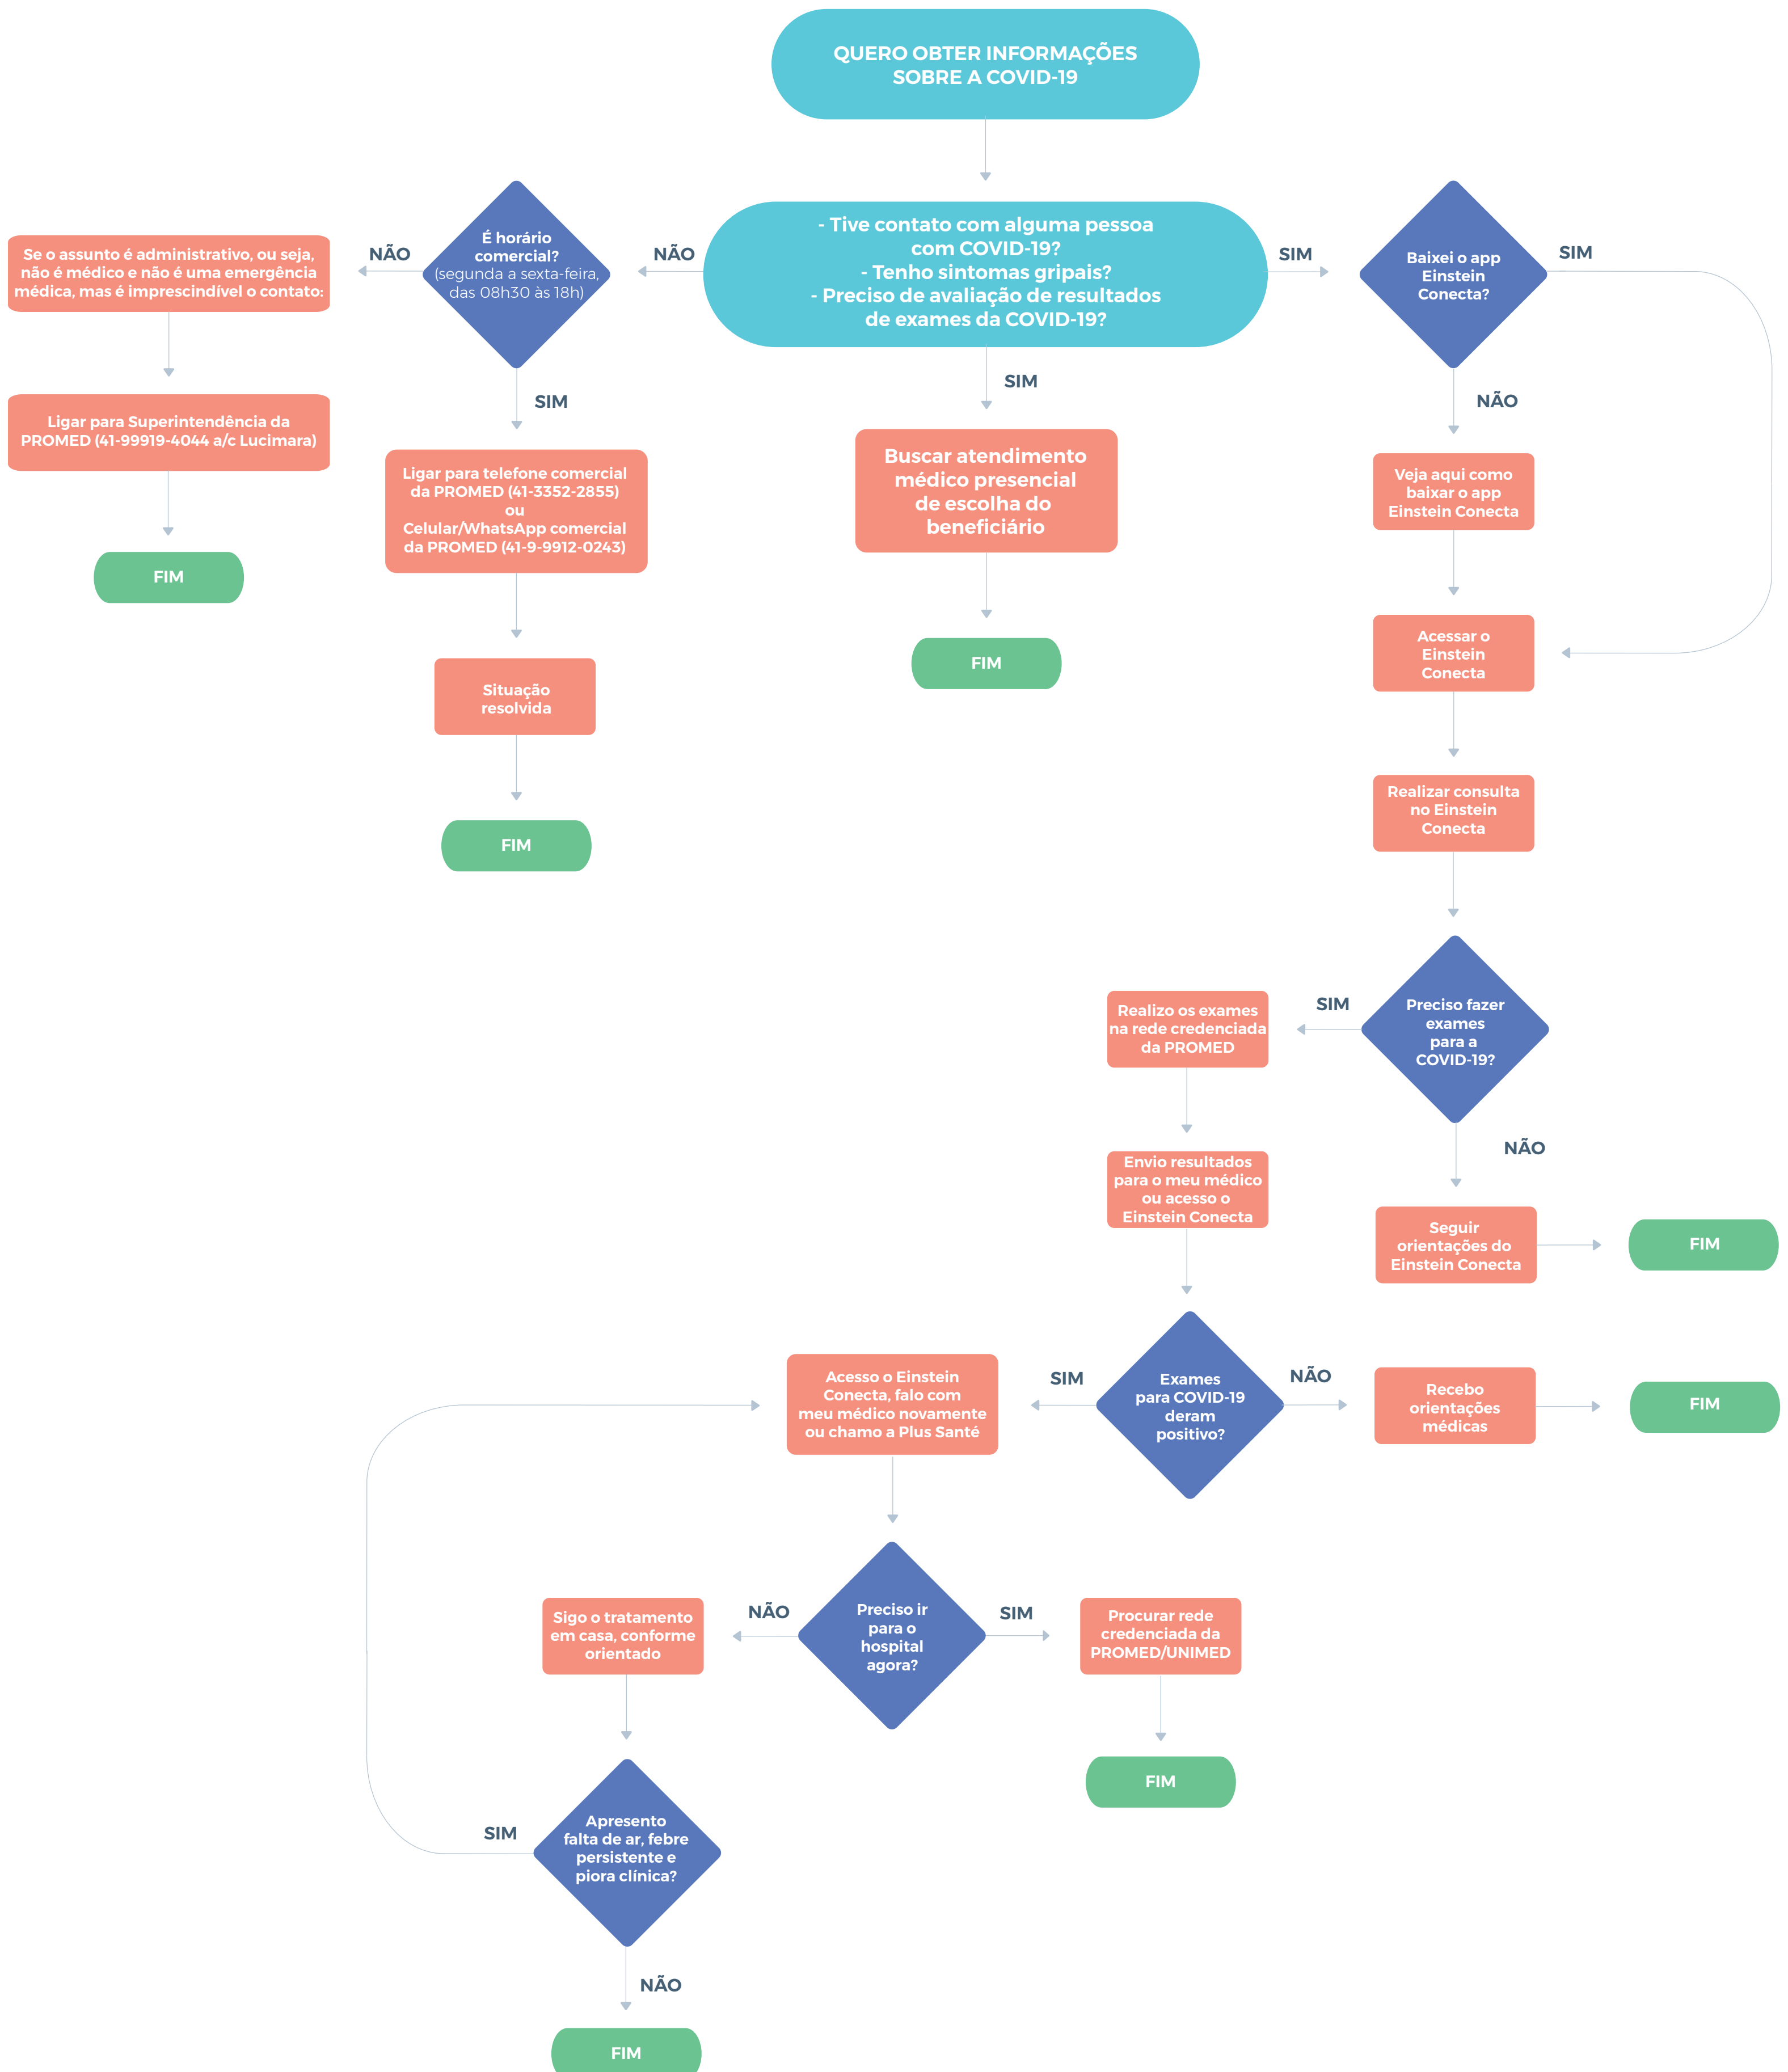 QUERO OBTER INFORMAÇÕES
SOBRE A COVID-19
- Tive contato com alguma pessoa
com COVID-19?
- Tenho sintomas gripais?
- Preciso de avaliação de resultados
de exames da COVID-19?
NÃO
É horário
comercial?
(segunda a sexta-feira,
das 08h30 às 18h)
NÃO
Se o assunto é administrativo, ou seja,
não é médico e não é uma emergência
médica, mas é imprescindível o contato:
Ligar para Superintendência da
PROMED (41-99919-4044 a/c Lucimara)
FIM
SIM
Ligar para telefone comercial
da PROMED (41-3352-2855)
ou
Celular/WhatsApp comercial
da PROMED (41-9-9912-0243)
Situação
resolvida
FIM
SIM
Buscar atendimento
médico presencial
de escolha do
beneficiário
FIM
SIM
Baixei o app
Einstein
Conecta?
SIM
NÃO
Veja aqui como
baixar o app
Einstein Conecta
Acessar o
Einstein
Conecta
Realizar consulta
no Einstein
Conecta
Preciso fazer
exames
para a
COVID-19?
SIM
Realizo os exames
na rede credenciada
da PROMED
Envio resultados
para o meu médico
ou acesso o
Einstein Conecta
NÃO
Seguir
orientações do
Einstein Conecta
FIM
Exames
para COVID-19
deram
positivo?
NÃO
Recebo
orientações
médicas
FIM
SIM
Acesso o Einstein
Conecta, falo com
meu médico novamente
ou chamo a Plus Santé
Preciso ir
para o
hospital
agora?
SIM
Procurar rede
credenciada da
PROMED/UNIMED
FIM
NÃO
Sigo o tratamento
em casa, conforme
orientado
Apresento
falta de ar, febre
persistente e
piora clínica?
SIM
NÃO
FIM